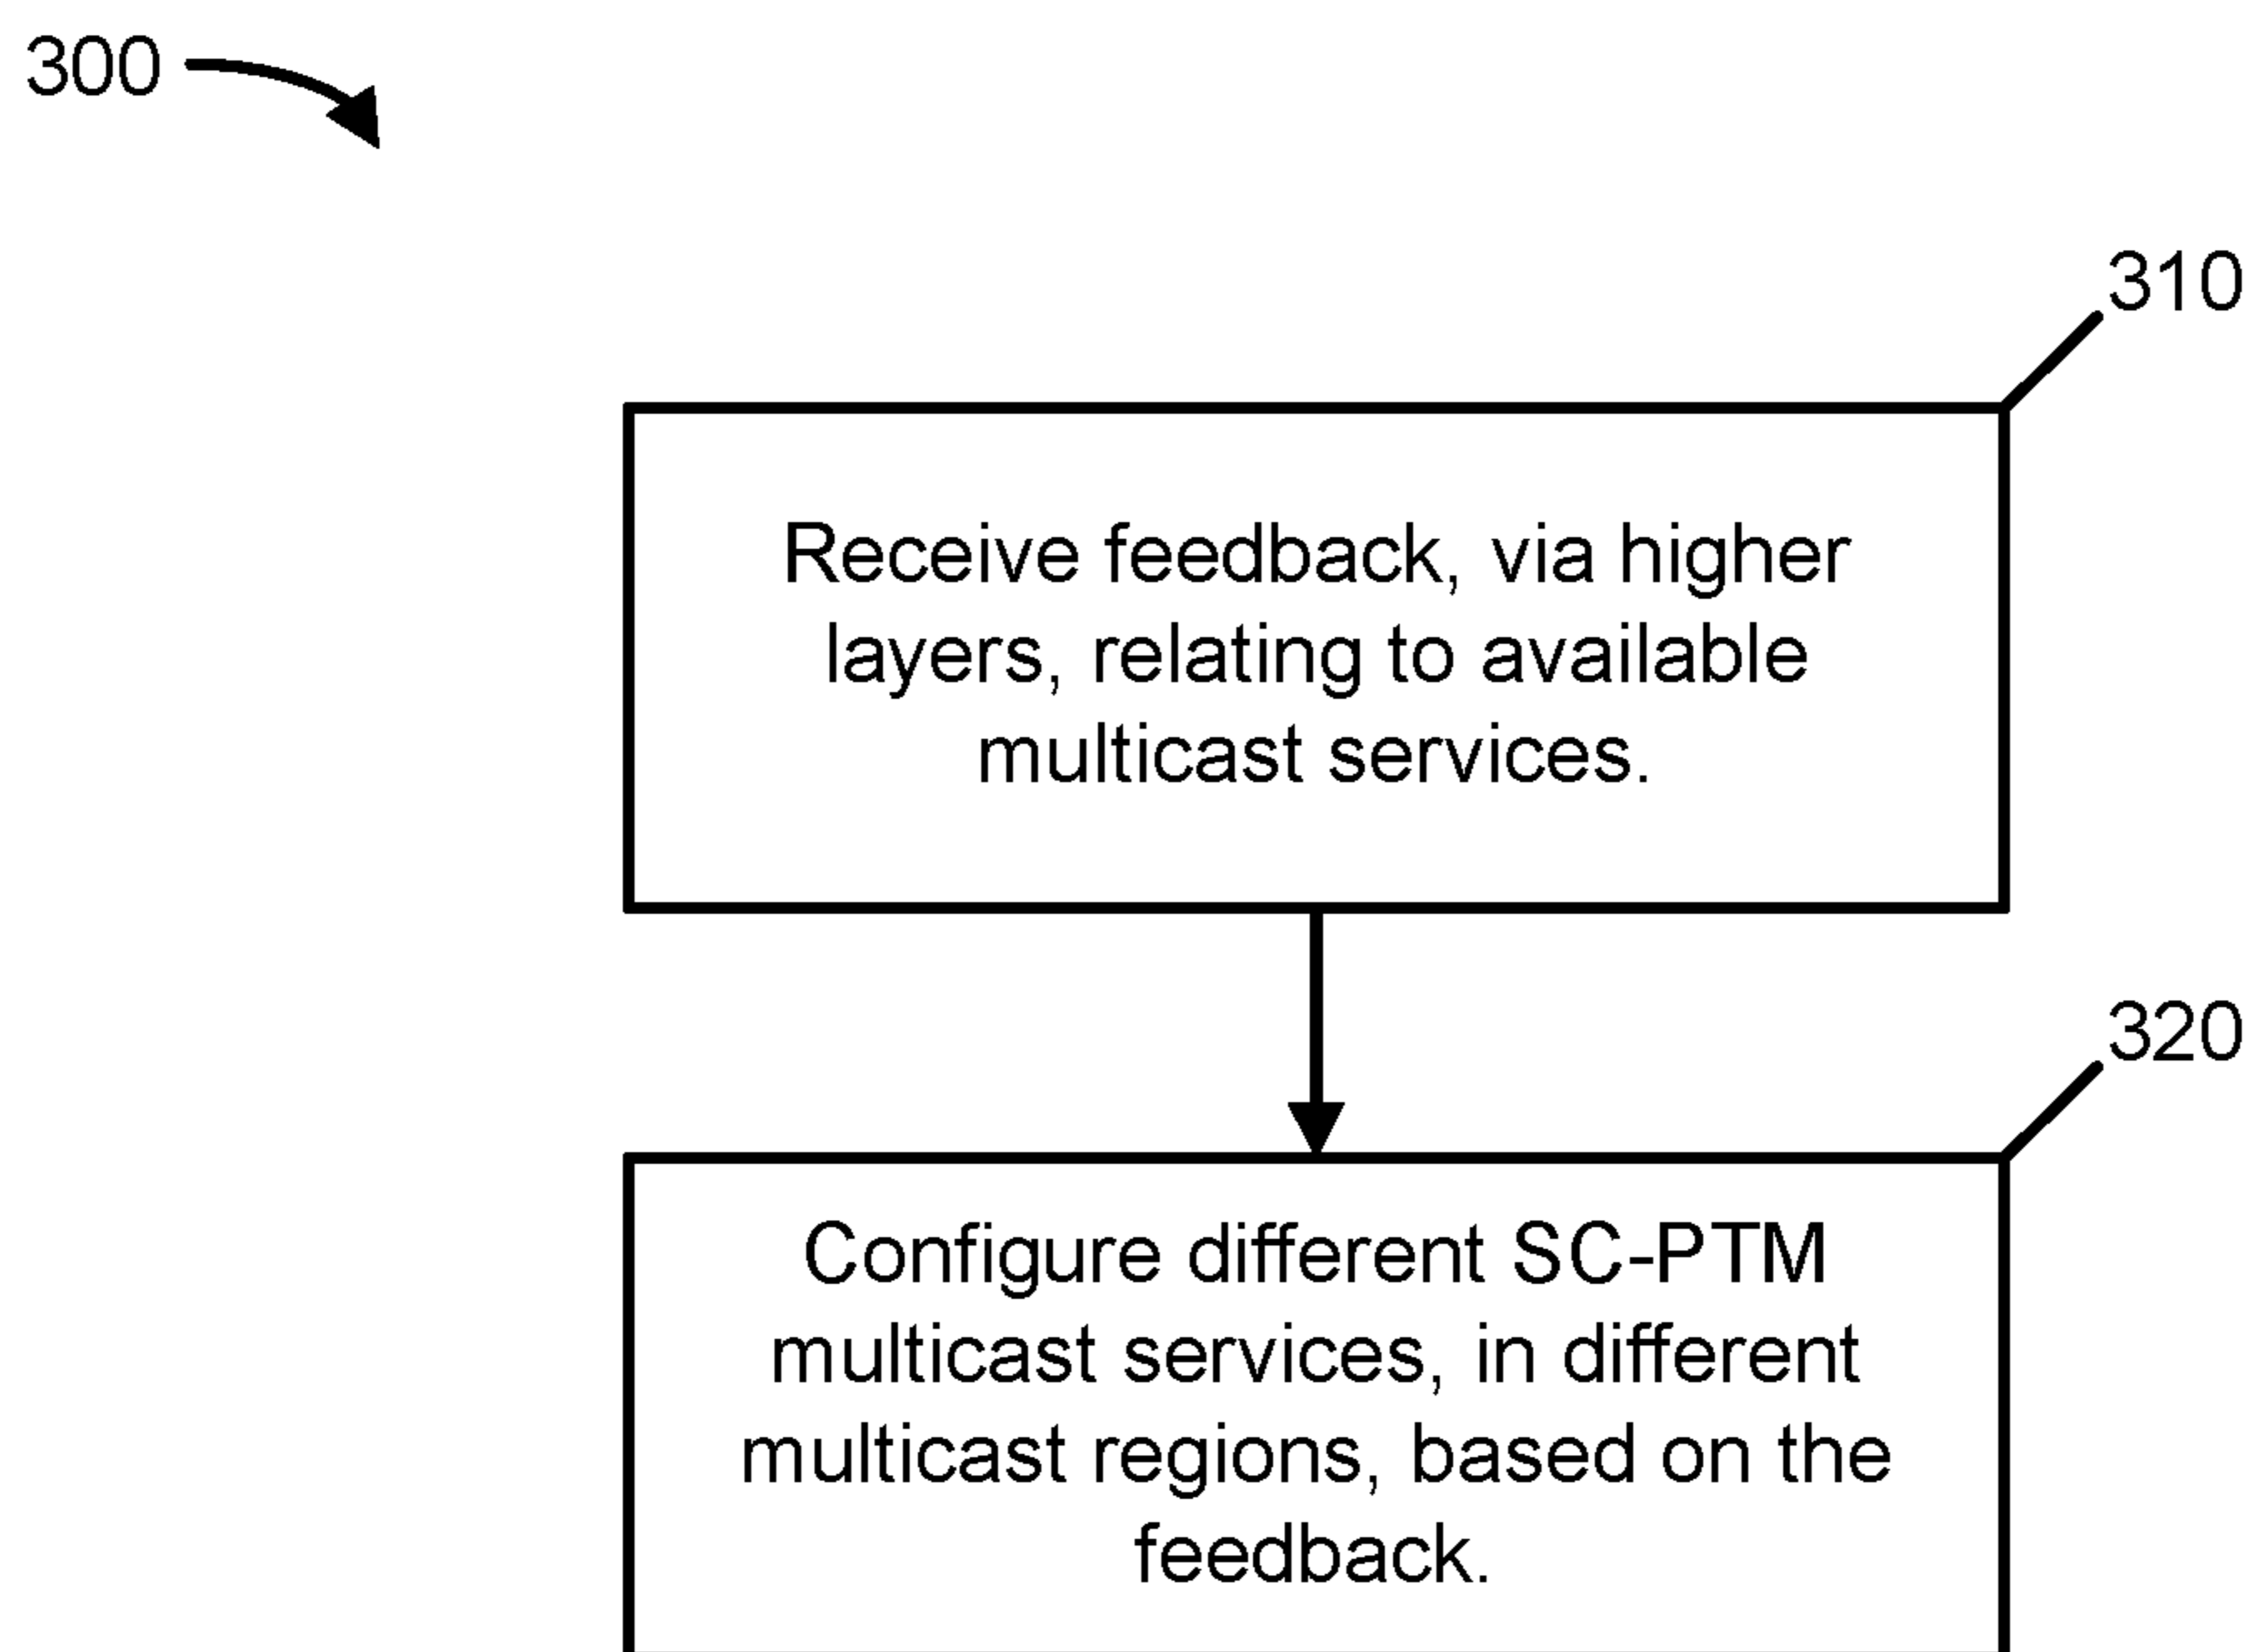 300
310
Receive feedback, via higher
layers, relating to available
multicast services.
320
Configure different SC-PTM
multicast services, in different
multicast regions, based on the
feedback.